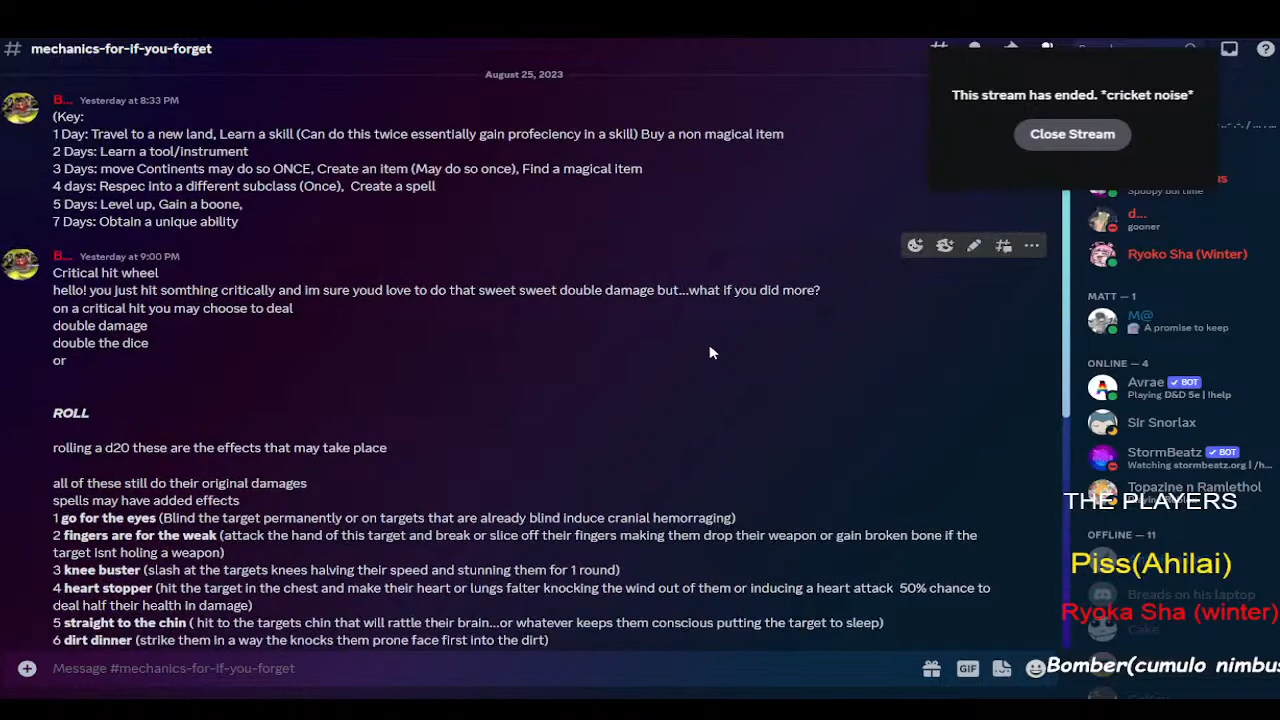 # mechanics-for-if-you-forget
August 25, 2023
B... Yesterday at 8:33 PM
(Key:
1 Day: Travel to a new land, Learn a skill (Can do this twice essentially gain profeciency in a skill) Buy a non magical item
2 Days: Learn a tool/instrument
3 Days: move Continents may do so ONCE, Create an item (May do so once), Find a magical item
4 days: Respec into a different subclass (Once), Create a spell
5 Days: Level up, Gain a boone,
7 Days: Obtain a unique ability
B... Yesterday at 9:00 PM
Critical hit wheel
hello! you just hit somthing critically and im sure youd love to do that sweet sweet double damage but...what if you did more?
on a critical hit you may choose to deal
double damage
double the dice
or
ROLL
rolling a d20 these are the effects that may take place
all of these still do their original damages
spells may have added effects
1 go for the eyes (Blind the target permanently or on targets that are already blind induce cranial hemorraging)
2 fingers are for the weak (attack the hand of this target and break or slice off their fingers making them drop their weapon or gain broken bone if the
target isnt holing a weapon)
3 knee buster (slash at the targets knees halving their speed and stunning them for 1 round)
4 heart stopper (hit the target in the chest and make their heart or lungs falter knocking the wind out of them or inducing a heart attack 50% chance to
deal half their health in damage)
5 straight to the chin ( hit to the targets chin that will rattle their brain...or whatever keeps them conscious putting the target to sleep)
6 dirt dinner (strike them in a way the knocks them prone face first into the dirt)
Message #mechanics-for-if-you-forget
GIF
This stream has ended. *cricket noise*
Close Stream
Spoopy boi time
d...
gooner
Ryoko Sha (Winter)
MATT — 1
M@
A promise to keep
ONLINE — 4
Avrae ✓ BOT
Playing D&D 5e | !help
Sir Snorlax
StormBeatz ✓ BOT
Watching stormbeatz.org | /h...
Topazine n Ramlethol
THE PLAYERS
OFFLINE — 11
Piss(Ahilai)
Breads on his laptop
Ryoka Sha (winter)
Cake
Bomber(cumulo nimbus